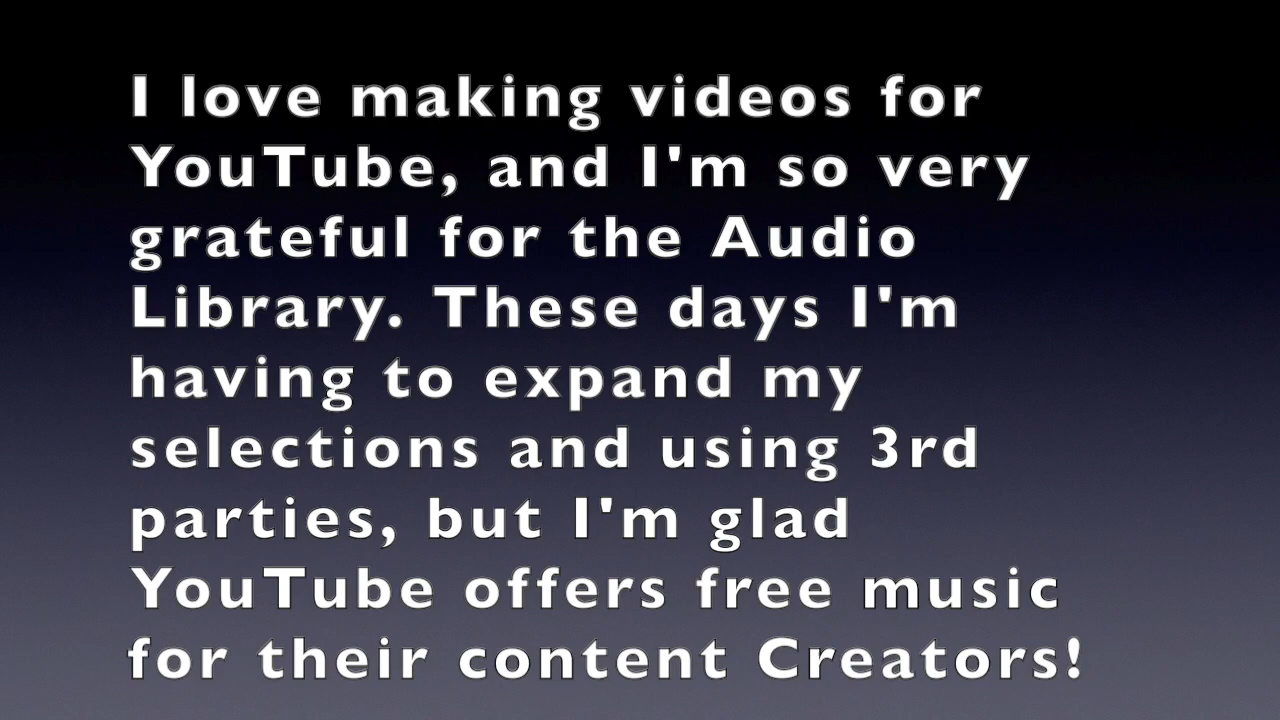 I love making videos for
YouTube, and I'm so very
grateful for the Audio
Library. These days I'm
having to expand my
selections and using 3rd
parties, but I'm glad
YouTube offers free music
for their content Creators!